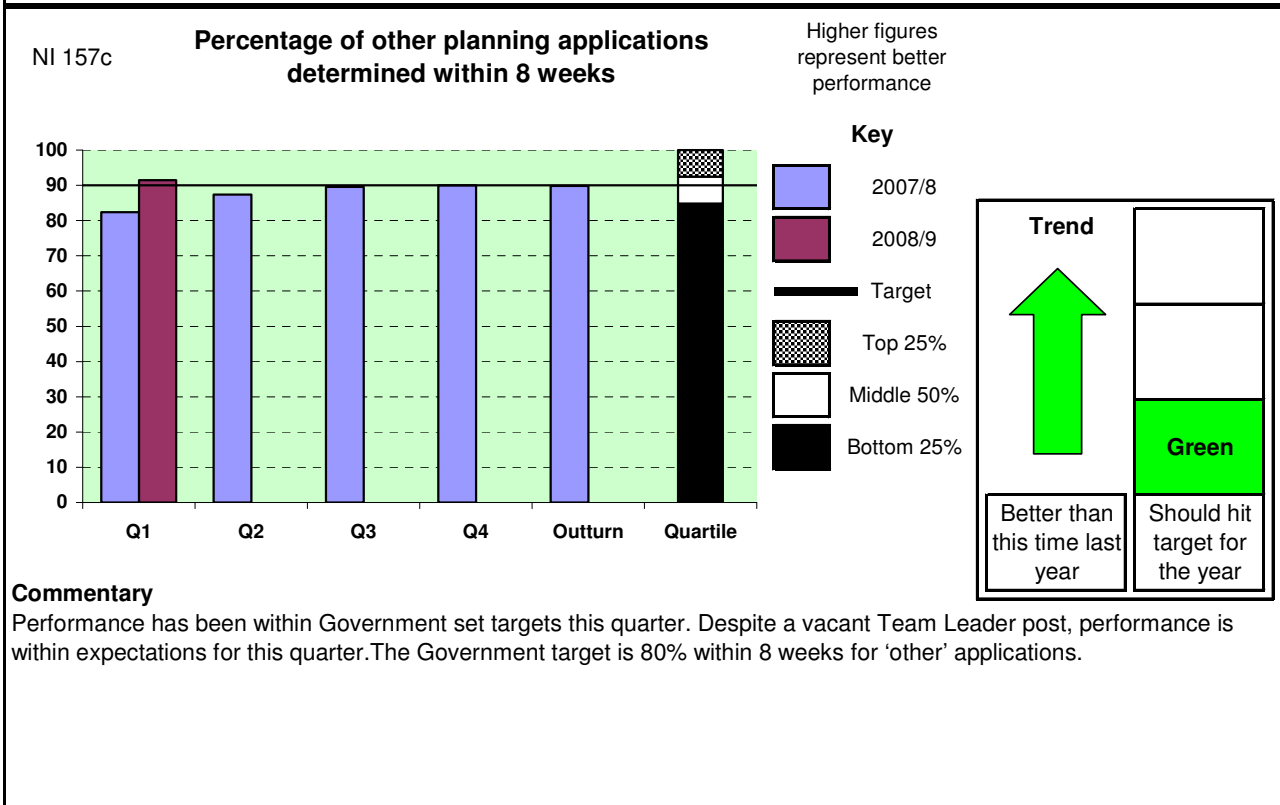 NI 157c
Percentage of other planning applications
determined within 8 weeks
Higher figures
represent better
performance
100
90
80
70
60
50
40
30
20
10
0
Q1
Q2
Q3
Q4
Outturn
Quartile
Key
2007/8
2008/9
Target
Top 25%
Middle 50%
Bottom 25%
Trend
Green
Better than
this time last
year
Should hit
target for
the year
Commentary
Performance has been within Government set targets this quarter. Despite a vacant Team Leader post, performance is
within expectations for this quarter.The Government target is 80% within 8 weeks for ‘other’ applications.